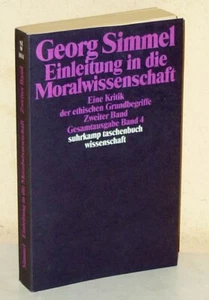 Georg Simmel
Einleitung in die
Moralwissenschaft
Eine Kritik
der ethischen Grundbegriffe
Zweiter Band
Gesamtausgabe Band 4
suhrkamp taschenbuch
wissenschaft